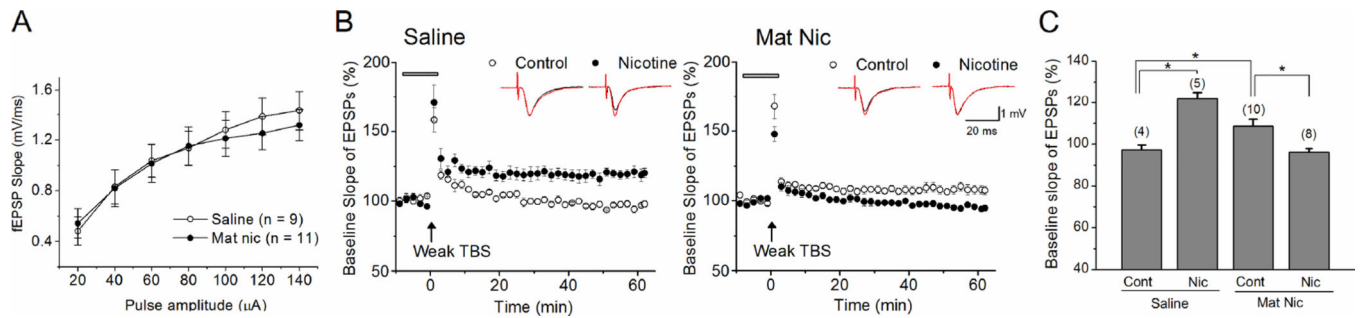 A
fEPSP Slope (mV/ms)
1.6
1.2
0.8
0.4
Saline (n = 9)
Mat nic (n = 11)
20 40 60 80 100 120 140
Pulse amplitude (µA)
B
Saline
Baseline Slope of EPSPs (%)
200
150
100
50
Control
Nicotine
Weak TBS
0 20 40 60
Time (min)
Mat Nic
Baseline Slope of EPSPs (%)
200
150
100
50
Control
Nicotine
1 mV
20 ms
Weak TBS
0 20 40 60
Time (min)
C
Baseline slope of EPSPs (%)
140
120
100
80
60
40
*
* *
(4) (5) (10) (8)
Cont Nic Cont Nic
Saline Mat Nic